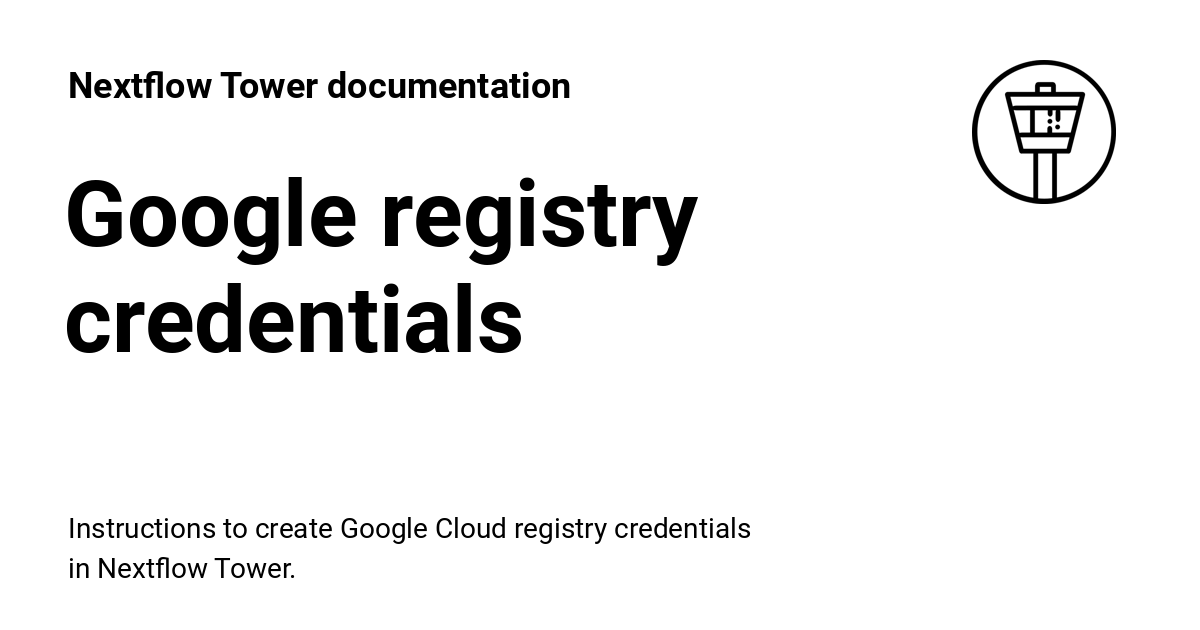 Nextflow Tower documentation
Google registry
credentials
Instructions to create Google Cloud registry credentials
in Nextflow Tower.